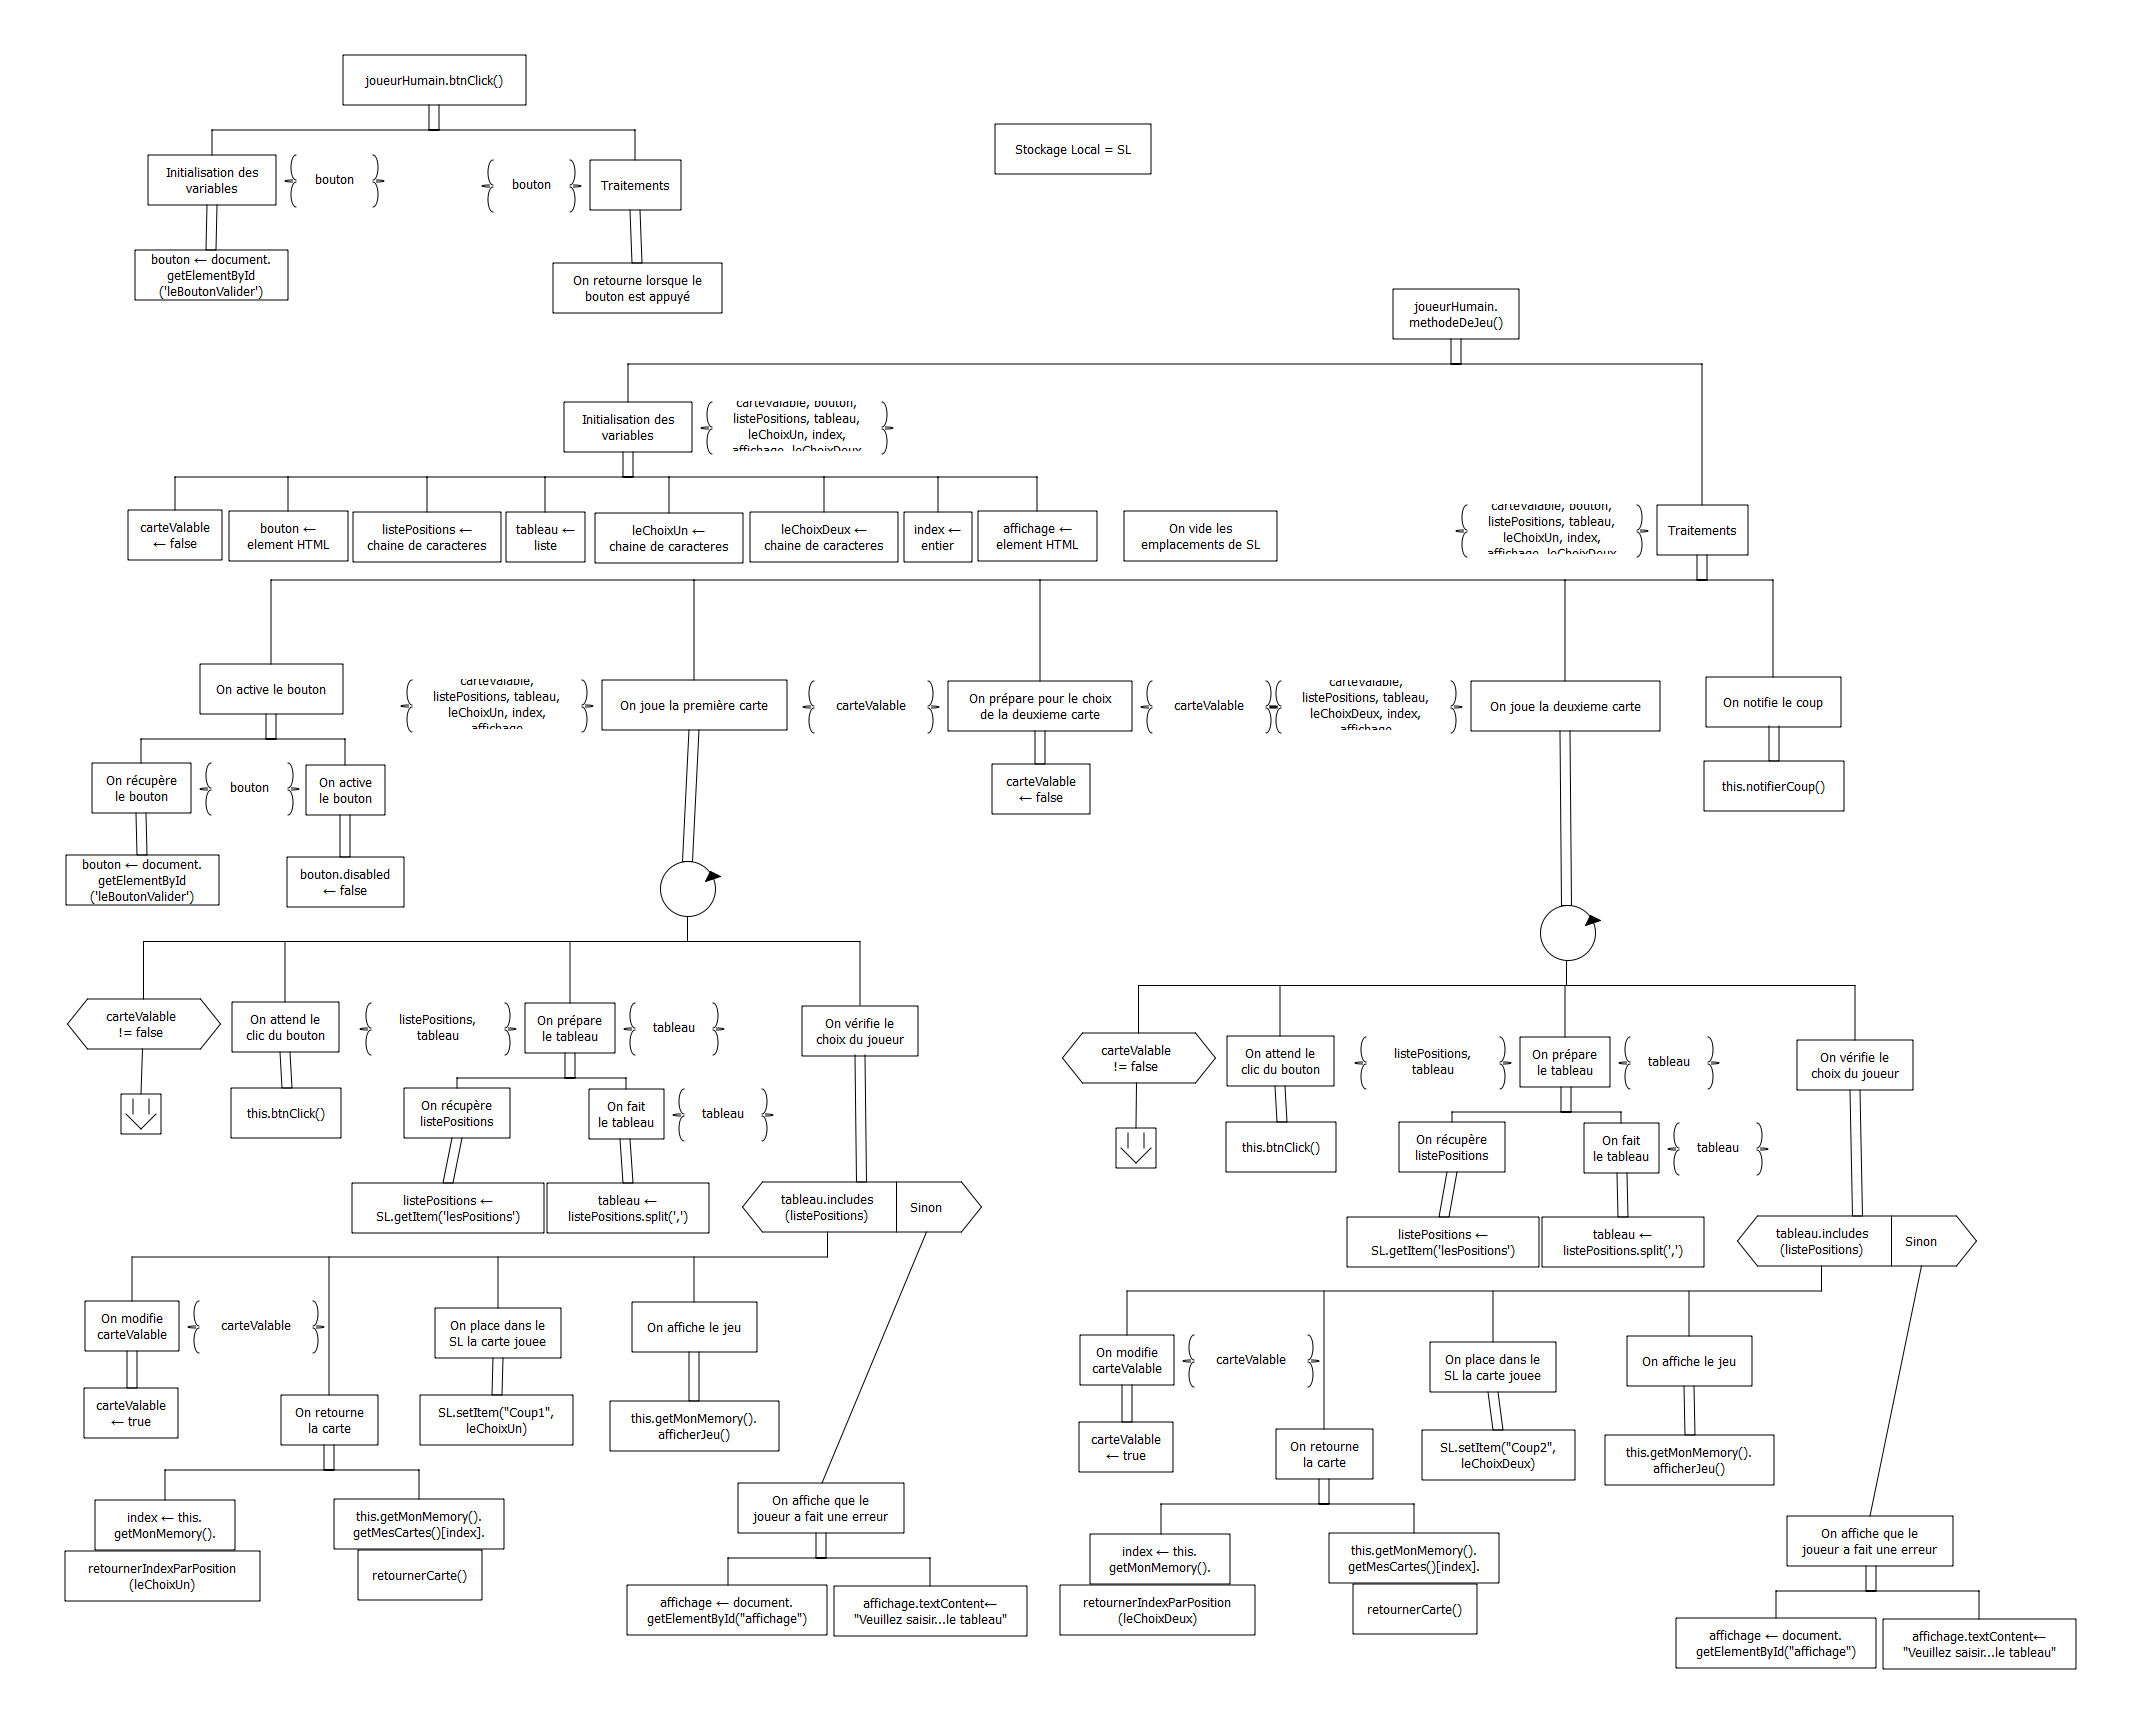 joueurHumain.btnClick()
Stockage Local = SL
Initialisation des
variables
bouton
bouton
Traitements
bouton ← document.
getElementById
('leBoutonValider')
On retourne lorsque le
bouton est appuyé
joueurHumain.
methodeDeJeu()
Initialisation des
variables
carteValable, bouton,
listePositions, tableau,
leChoixUn, index,
affichage, leChoixDeux
carteValable
← false
bouton ←
element HTML
listePositions ←
chaine de caracteres
tableau ←
liste
leChoixUn ←
chaine de caracteres
leChoixDeux ←
chaine de caracteres
index ←
entier
affichage ←
element HTML
On vide les
emplacements de SL
carteValable, bouton,
listePositions, tableau,
leChoixUn, index,
affichage, leChoixDeux
Traitements
On active le bouton
carteValable,
listePositions, tableau,
leChoixUn, index,
affichage
On joue la première carte
carteValable
On prépare pour le choix
de la deuxieme carte
carteValable
carteValable,
listePositions, tableau,
leChoixDeux, index,
affichage
On joue la deuxieme carte
On notifie le coup
On récupère
le bouton
bouton
On active
le bouton
carteValable
← false
this.notifierCoup()
bouton ← document.
getElementById
('leBoutonValider')
bouton.disabled
← false
carteValable
!= false
On attend le
clic du bouton
listePositions,
tableau
On prépare
le tableau
tableau
On vérifie le
choix du joueur
this.btnClick()
On récupère
listePositions
On fait
le tableau
tableau
listePositions ←
SL.getItem('lesPositions')
tableau ←
listePositions.split(',')
tableau.includes
(listePositions)
Sinon
On modifie
carteValable
carteValable
On place dans le
SL la carte jouee
On affiche le jeu
carteValable
← true
On retourne
la carte
SL.setItem("Coup1",
leChoixUn)
this.getMonMemory().
afficherJeu()
index ← this.
getMonMemory().
retournerIndexParPosition
(leChoixUn)
this.getMonMemory().
getMesCartes()[index].
retournerCarte()
On affiche que le
joueur a fait une erreur
affichage ← document.
getElementById("affichage")
affichage.textContent←
"Veuillez saisir...le tableau"
carteValable
!= false
On attend le
clic du bouton
listePositions,
tableau
On prépare
le tableau
tableau
On vérifie le
choix du joueur
this.btnClick()
On récupère
listePositions
On fait
le tableau
tableau
listePositions ←
SL.getItem('lesPositions')
tableau ←
listePositions.split(',')
tableau.includes
(listePositions)
Sinon
On modifie
carteValable
carteValable
On place dans le
SL la carte jouee
On affiche le jeu
carteValable
← true
On retourne
la carte
SL.setItem("Coup2",
leChoixDeux)
this.getMonMemory().
afficherJeu()
index ← this.
getMonMemory().
retournerIndexParPosition
(leChoixDeux)
this.getMonMemory().
getMesCartes()[index].
retournerCarte()
On affiche que le
joueur a fait une erreur
affichage ← document.
getElementById("affichage")
affichage.textContent←
"Veuillez saisir...le tableau"